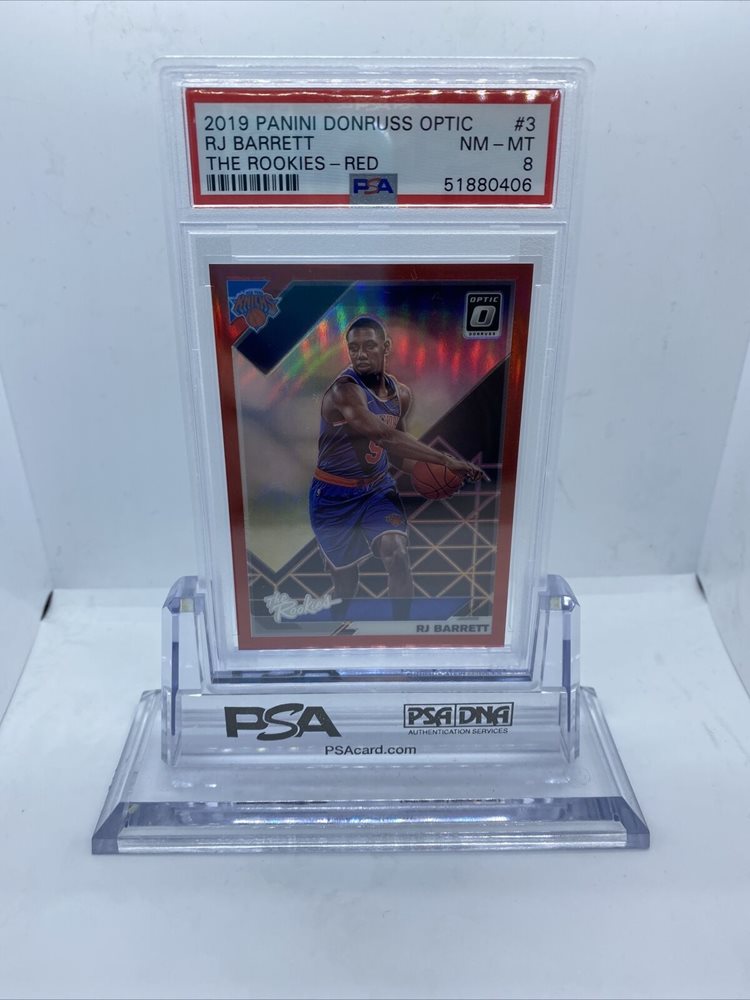 2019 PANINI DONRUSS OPTIC #3
RJ BARRETT NM-MT
THE ROOKIES-RED 8
PSA 51880406
KNICKS
OPTIC
DONRUSS
The
Rookies
RJ BARRETT
PSA PSA DNA
AUTHENTICATION SERVICES
PSAcard.com